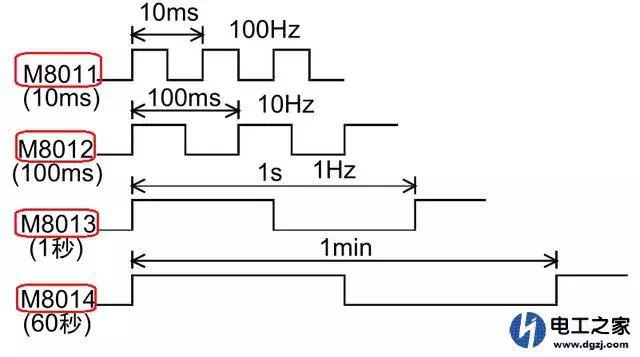 10ms
100Hz
M8011
(10ms)
100ms
10Hz
M8012
(100ms)
1s
1Hz
M8013
(1秒)
1min
M8014
(60秒)
电工之家
www.dgzj.com